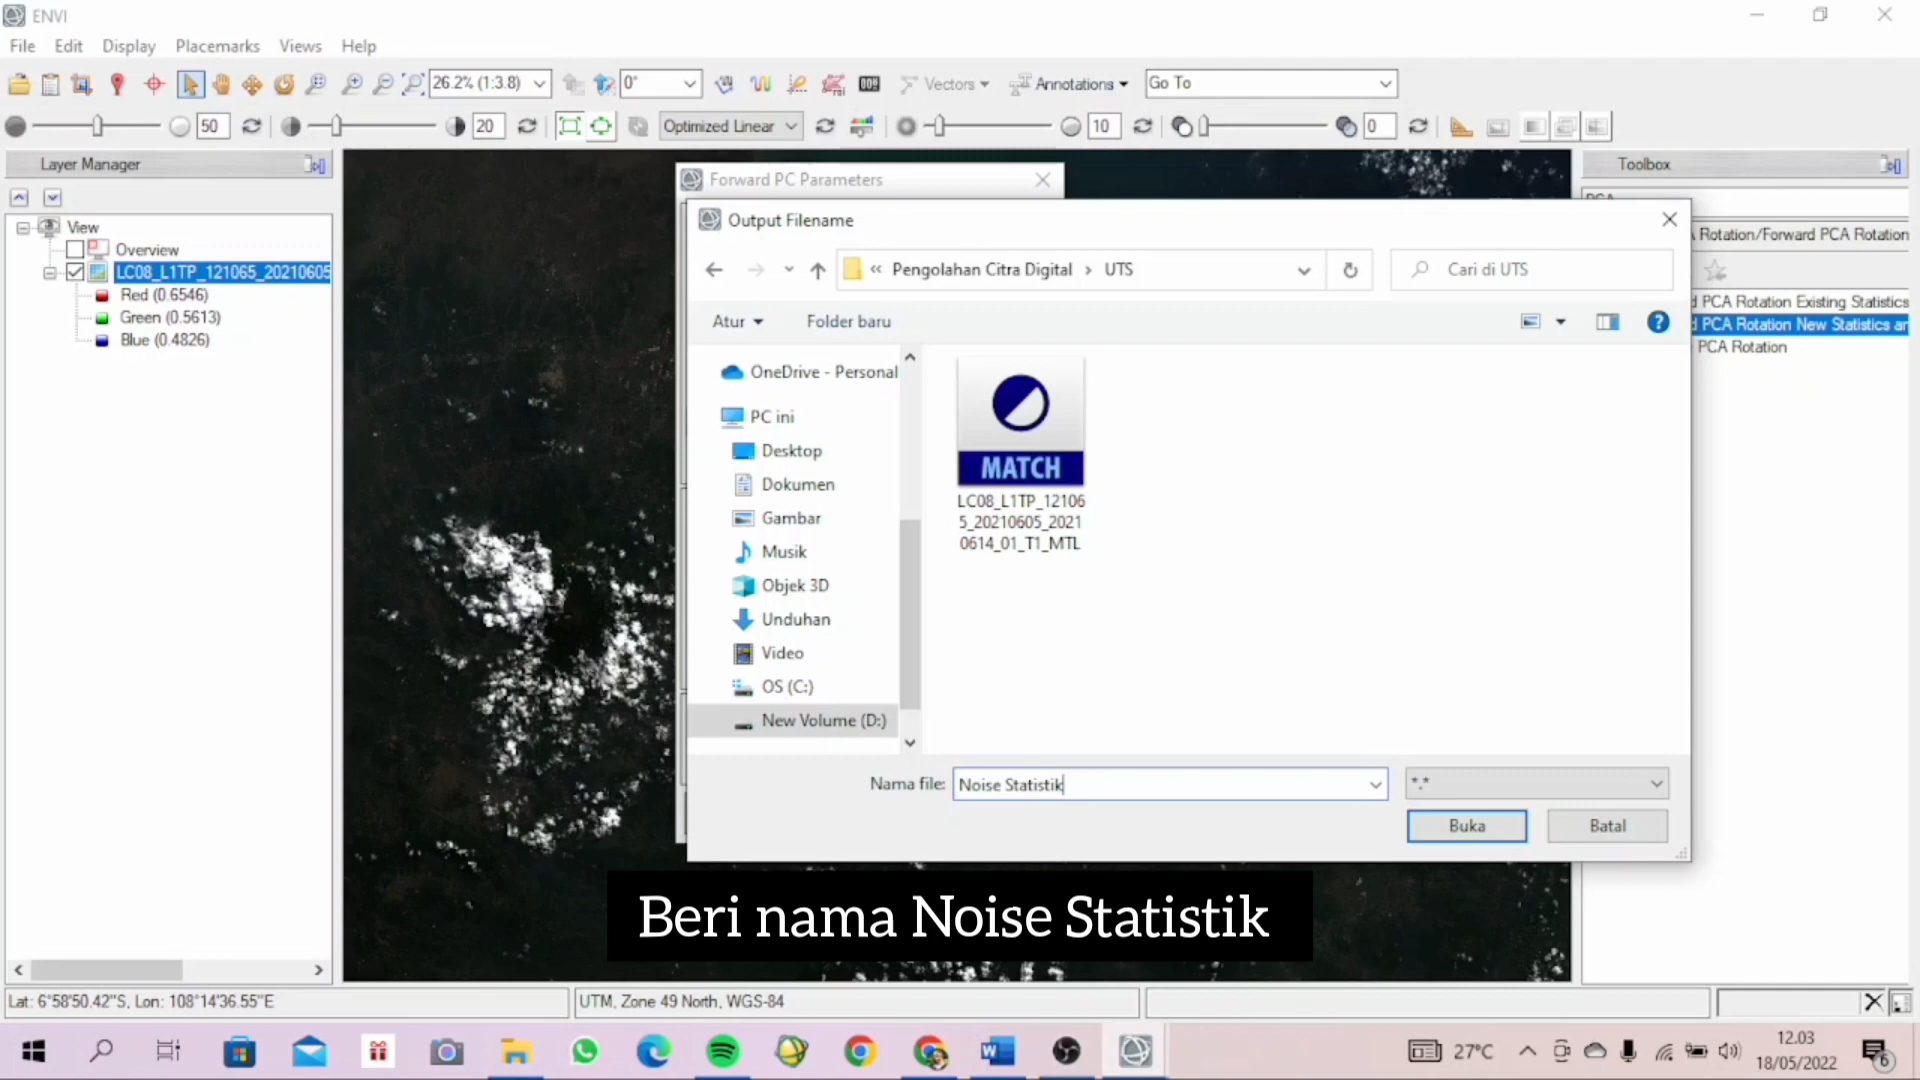 ENVI
File Edit Display Placemarks Views Help
26.2% (1:3.8) 0° Vectors Annotations Go To
50 20 Optimized Linear 10 0
Layer Manager
View
Overview
LC08_L1TP_121065_20210605
Red (0.6546)
Green (0.5613)
Blue (0.4826)
Forward PC Parameters
Output Filename
« Pengolahan Citra Digital › UTS
Cari di UTS
Atur Folder baru
OneDrive - Personal
PC ini
Desktop
Dokumen
Gambar
Musik
Objek 3D
Unduhan
Video
OS (C:)
New Volume (D:)
MATCH
LC08_L1TP_12106
5_20210605_2021
0614_01_T1_MTL
Nama file: Noise Statistik
*.*
Buka Batal
Toolbox
Rotation/Forward PCA Rotation
PCA Rotation Existing Statistics
PCA Rotation New Statistics
PCA Rotation
Beri nama Noise Statistik
Lat: 6°58'50.42"S, Lon: 108°14'36.55"E
UTM, Zone 49 North, WGS-84
27°C
12.03
18/05/2022
6